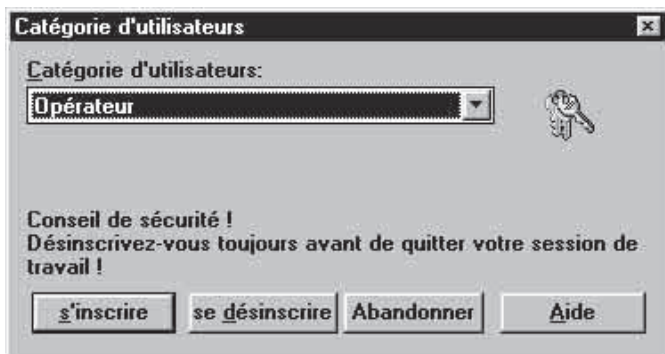 Catégorie d'utilisateurs
Catégorie d'utilisateurs:
Opérateur
Conseil de sécurité !
Désinscrivez-vous toujours avant de quitter votre session de
travail !
s'inscrire
se désinscrire
Abandonner
Aide